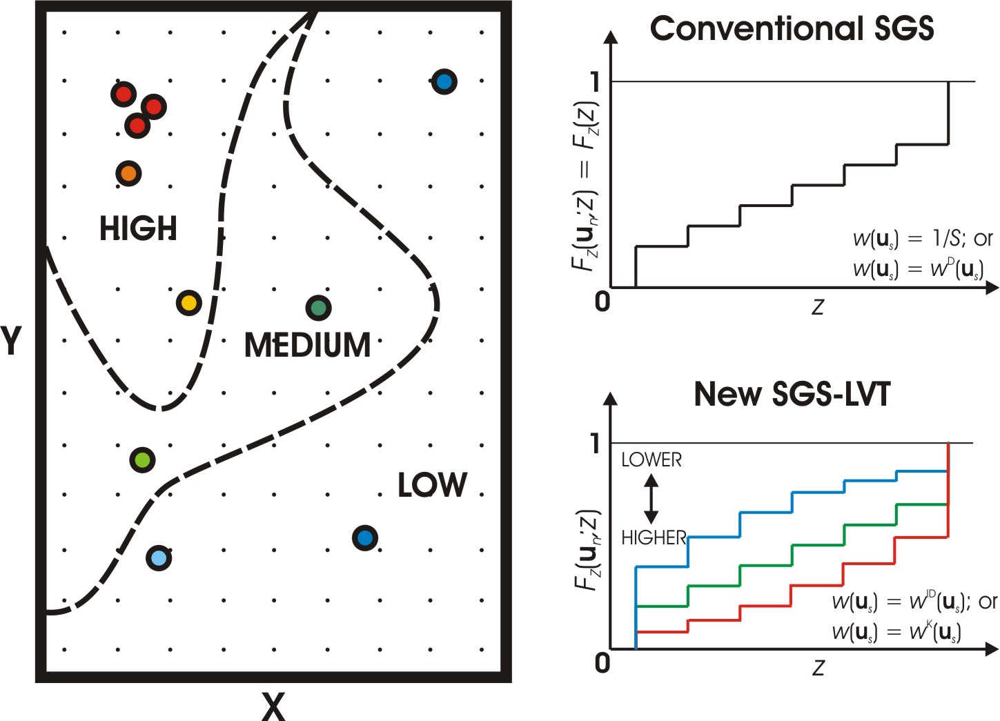 HIGH
MEDIUM
LOW
Y
X
Conventional SGS
1
F_Z(u_n;z) = F_Z(z)
w(u_s) = 1/S; or
w(u_s) = w^D(u_s)
0
z
New SGS-LVT
1
LOWER
HIGHER
F_Z(u_n;z)
w(u_s) = w^ID(u_s); or
w(u_s) = w^K(u_s)
0
z